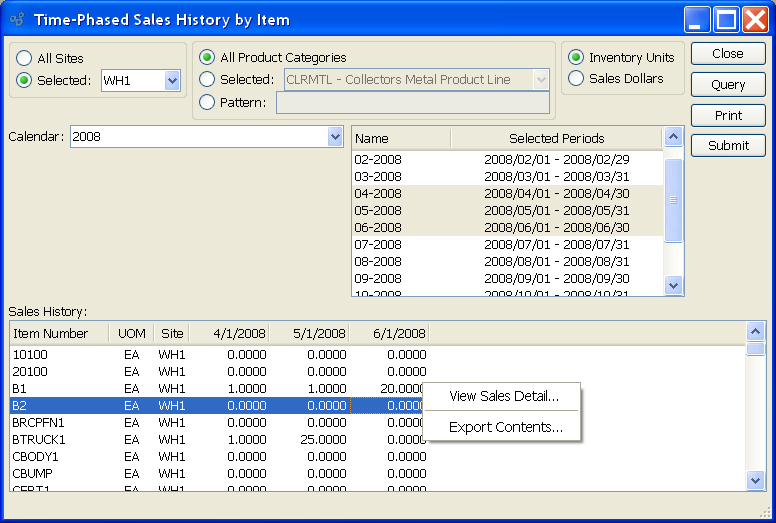 Time-Phased Sales History by Item
All Sites
Selected: WH1
All Product Categories
Selected: CLRMTL - Collectors Metal Product Line
Pattern:
Inventory Units
Sales Dollars
Close
Query
Print
Submit
Calendar: 2008
Name Selected Periods
02-2008 2008/02/01 - 2008/02/29
03-2008 2008/03/01 - 2008/03/31
04-2008 2008/04/01 - 2008/04/30
05-2008 2008/05/01 - 2008/05/31
06-2008 2008/06/01 - 2008/06/30
07-2008 2008/07/01 - 2008/07/31
08-2008 2008/08/01 - 2008/08/31
09-2008 2008/09/01 - 2008/09/30
10-2008 2008/10/01 - 2008/10/31
Sales History:
Item Number UOM Site 4/1/2008 5/1/2008 6/1/2008
10100 EA WH1 0.0000 0.0000 0.0000
20100 EA WH1 0.0000 0.0000 0.0000
B1 EA WH1 1.0000 1.0000 20.0000
B2 EA WH1 0.0000 0.0000 0.0000
BRCPFN1 EA WH1 0.0000 0.0000 0.0000
BTRUCK1 EA WH1 1.0000 25.0000 0.0000
CBODY1 EA WH1 0.0000 0.0000 0.0000
CBUMP EA WH1 0.0000 0.0000 0.0000
CERT1 EA WH1 0.0000 0.0000 0.0000
View Sales Detail...
Export Contents...